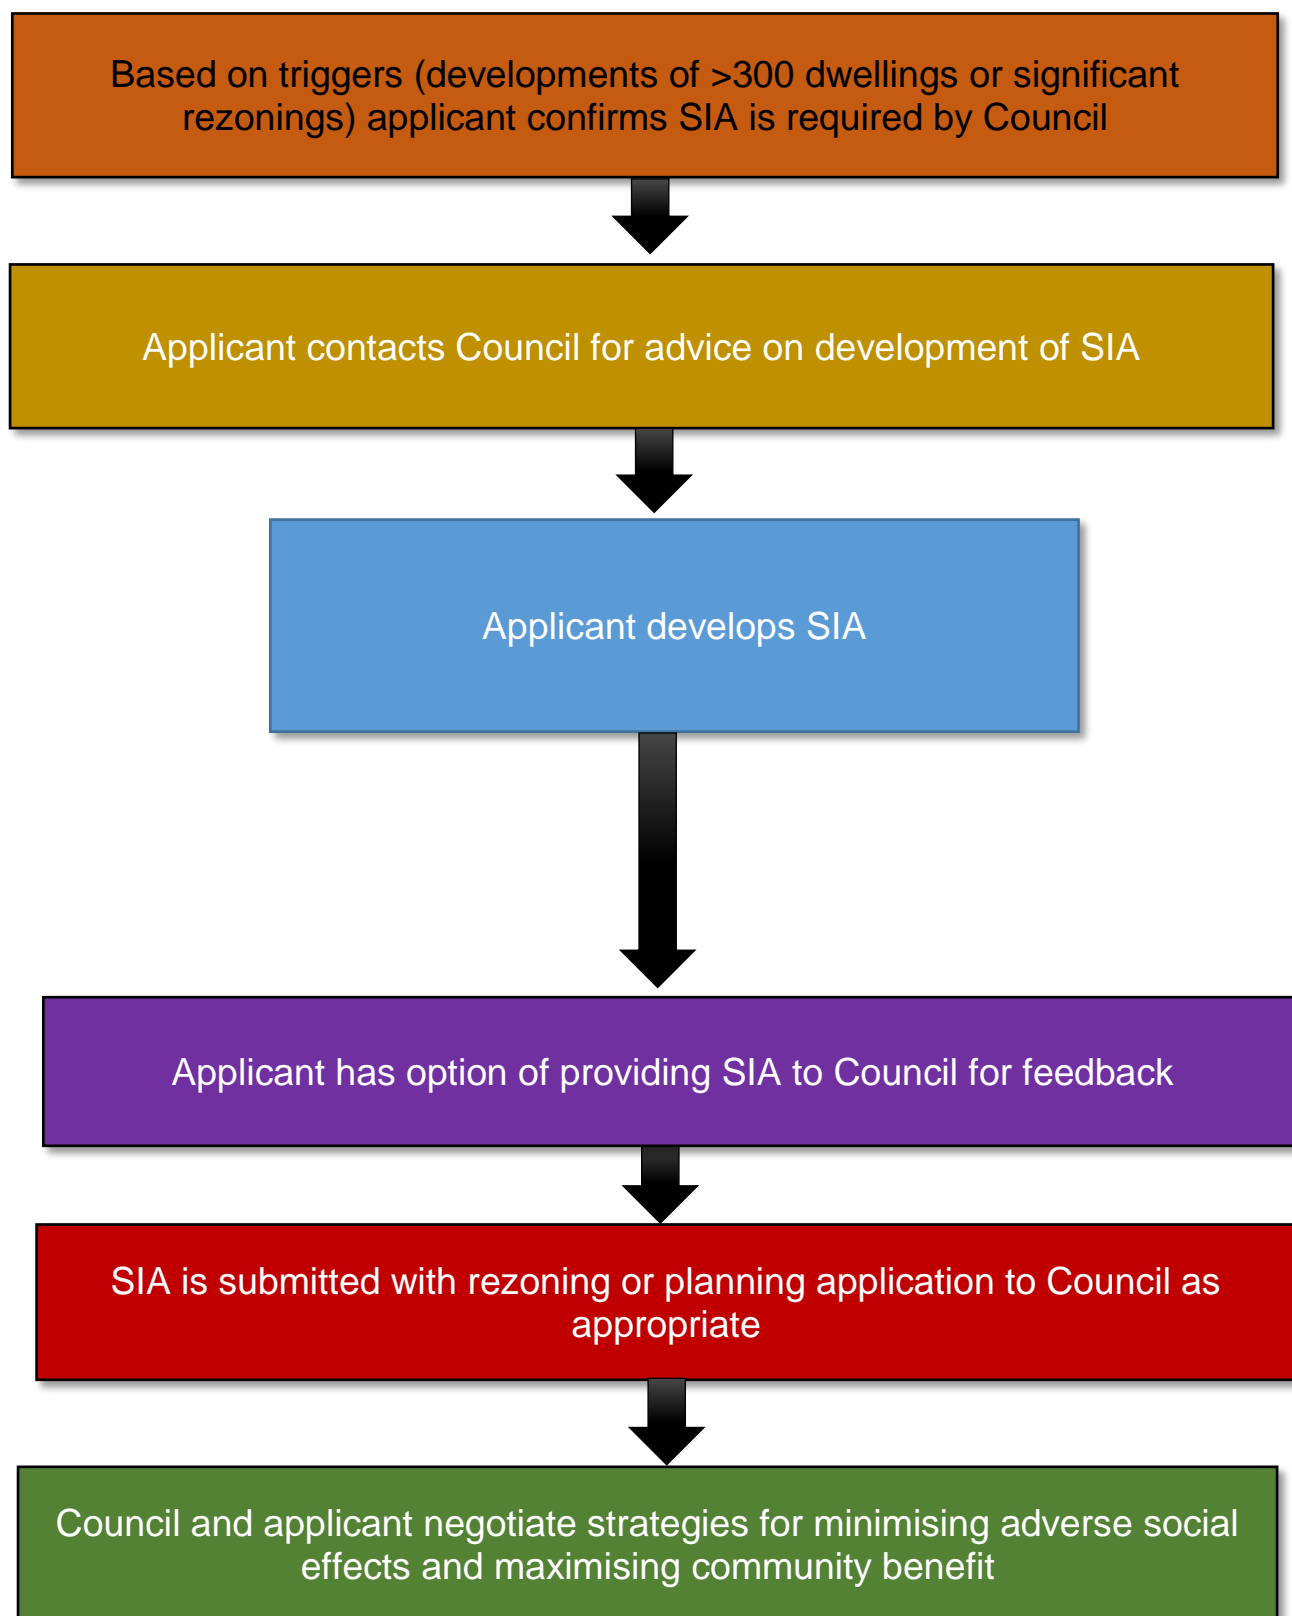 Based on triggers (developments of >300 dwellings or significant
rezonings) applicant confirms SIA is required by Council
Applicant contacts Council for advice on development of SIA
Applicant develops SIA
Applicant has option of providing SIA to Council for feedback
SIA is submitted with rezoning or planning application to Council as
appropriate
Council and applicant negotiate strategies for minimising adverse social
effects and maximising community benefit